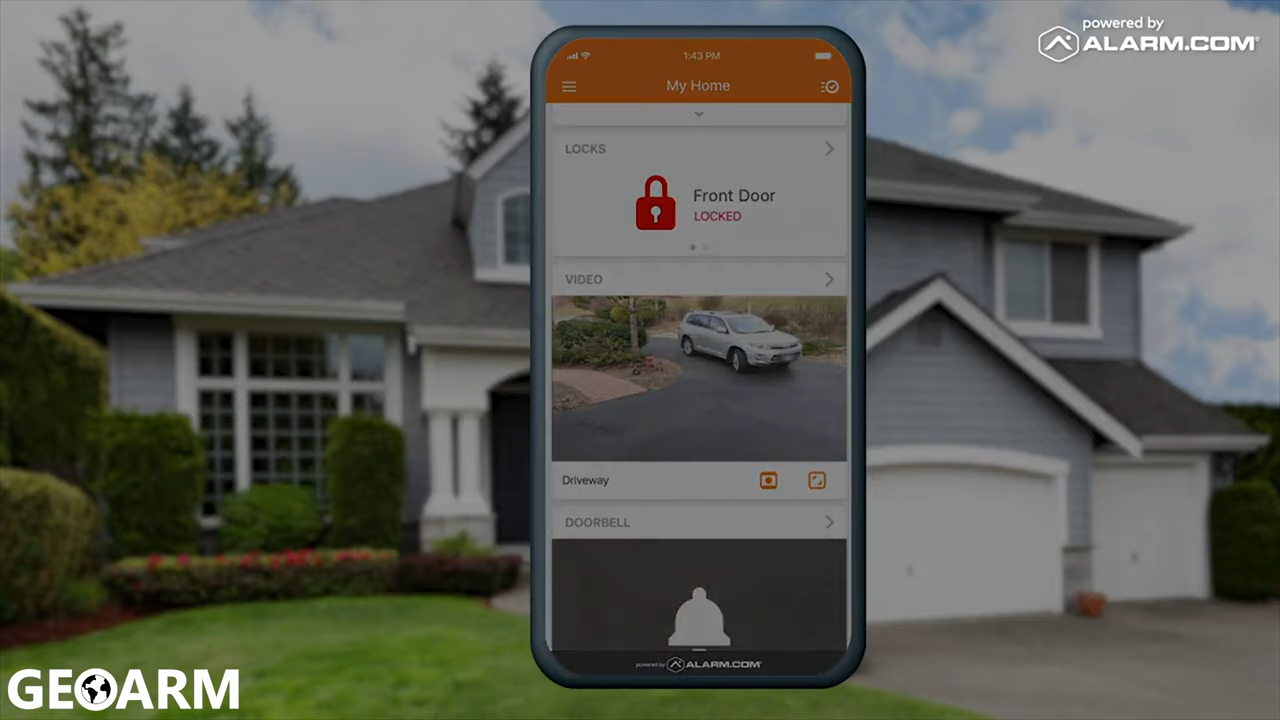 powered by
ALARM.COM
1:43 PM
My Home
LOCKS
Front Door
LOCKED
VIDEO
Driveway
DOORBELL
powered by ALARM.COM
GEOARM